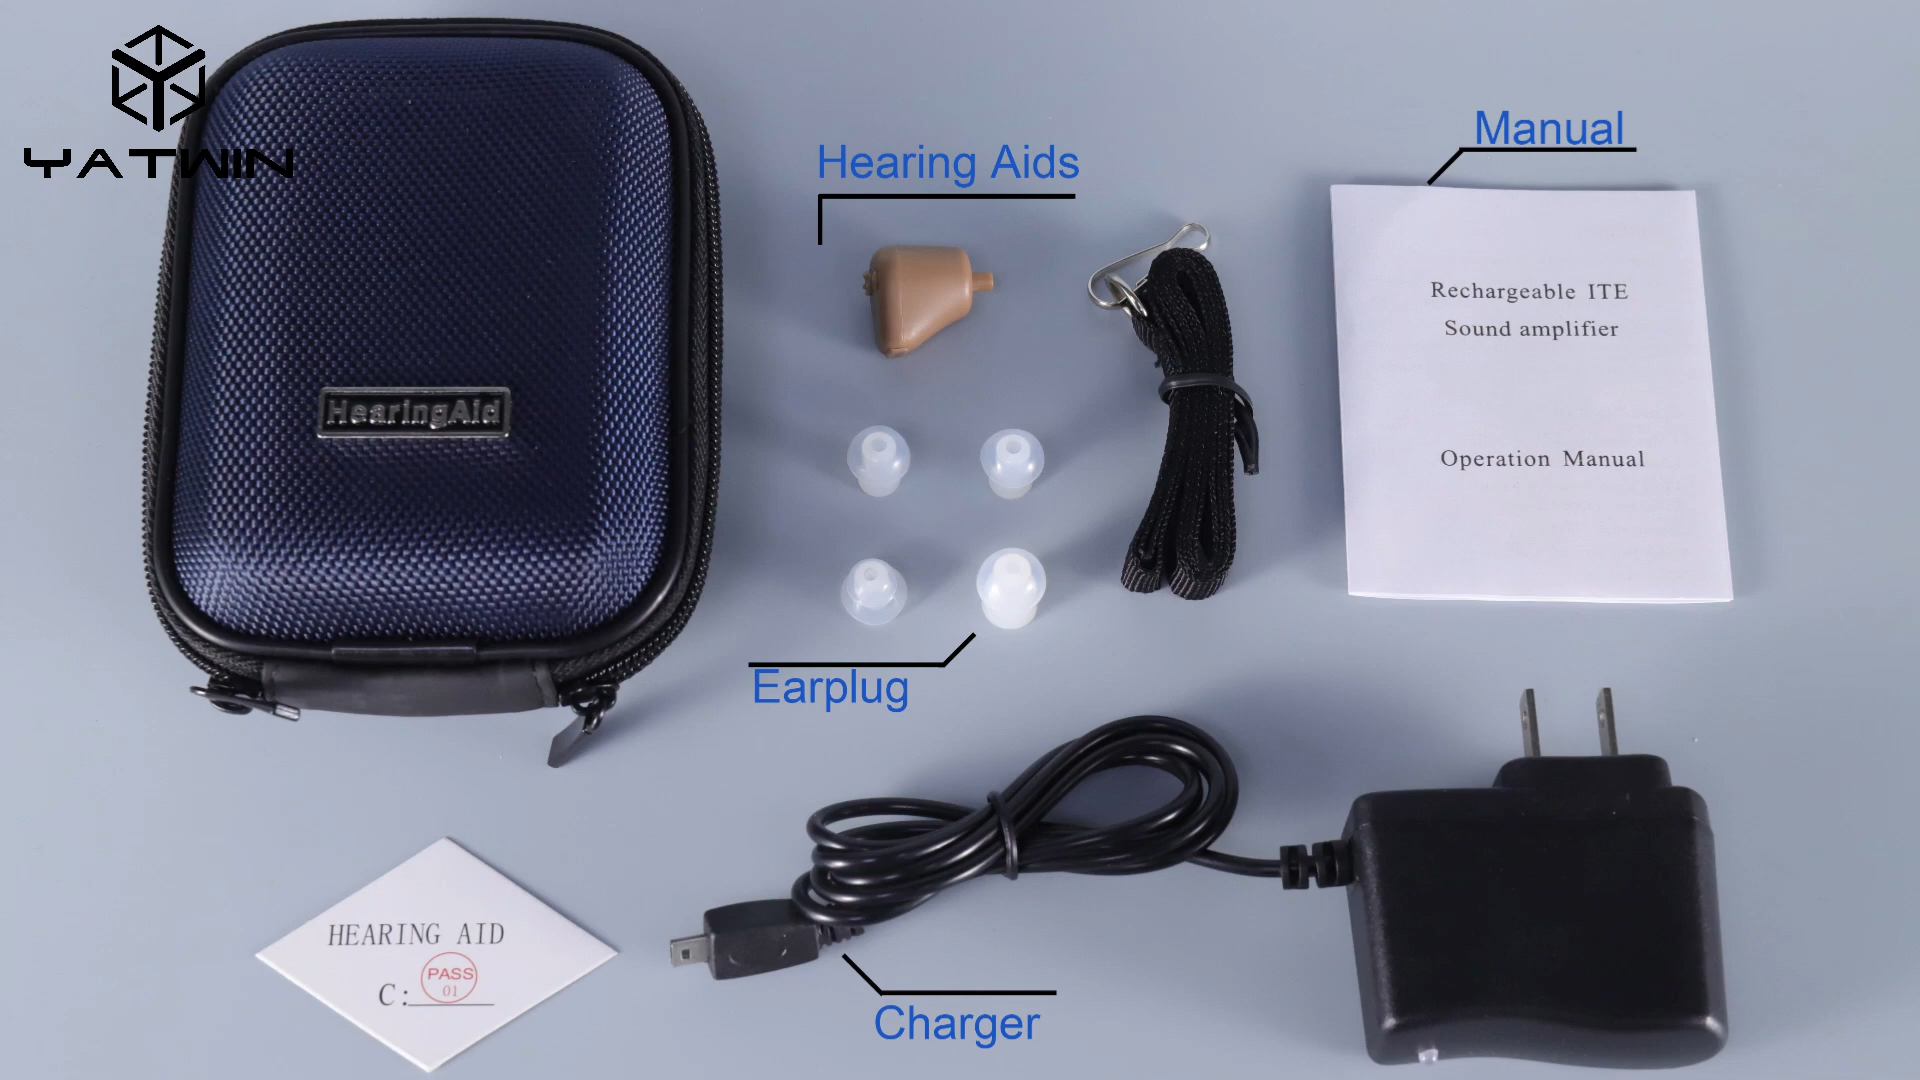 YATWIN
Hearing Aids
Manual
Rechargeable ITE
Sound amplifier
Operation Manual
HearingAid
Earplug
HEARING AID
C:
PASS
01
Charger